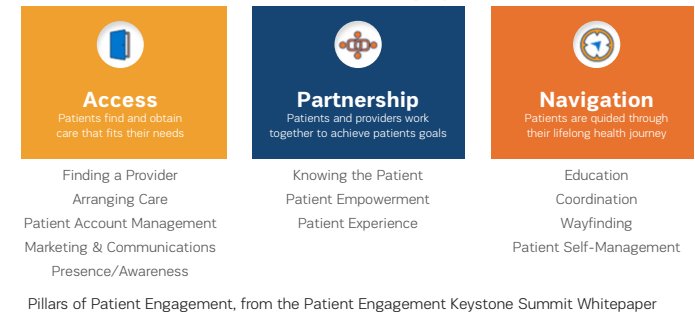 Access
Patients find and obtain
care that fits their needs
Finding a Provider
Arranging Care
Patient Account Management
Marketing & Communications
Presence/Awareness
Partnership
Patients and providers work
together to achieve patients goals
Knowing the Patient
Patient Empowerment
Patient Experience
Navigation
Patients are guided through
their lifelong health journey
Education
Coordination
Wayfinding
Patient Self-Management
Pillars of Patient Engagement, from the Patient Engagement Keystone Summit Whitepaper